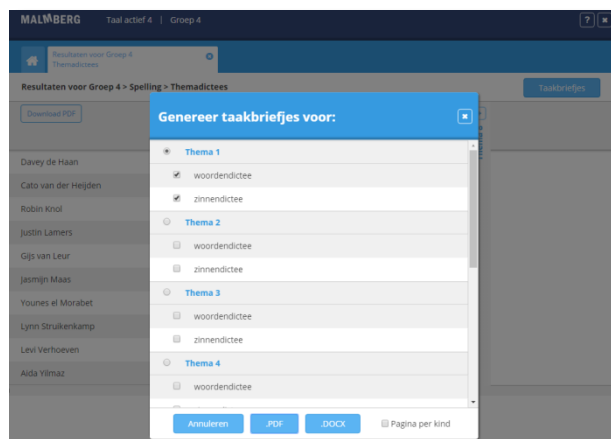 MALMBERG Taal actief 4 | Groep 4 ?
Resultaten voor Groep 4
Themadictees
Resultaten voor Groep 4 > Spelling > Themadictees Taakbriefjes
Download PDF
Genereer taakbriefjes voor:
Thema 1
woordendictee
zinnendictee
Thema 2
woordendictee
zinnendictee
Thema 3
woordendictee
zinnendictee
Thema 4
woordendictee
Davey de Haan
Cato van der Heijden
Robin Knol
Justin Lamers
Gijs van Leur
Jasmijn Maas
Younes el Morabet
Lynn Struikenkamp
Levi Verhoeven
Aida Yilmaz
Annuleren .PDF .DOCX Pagina per kind